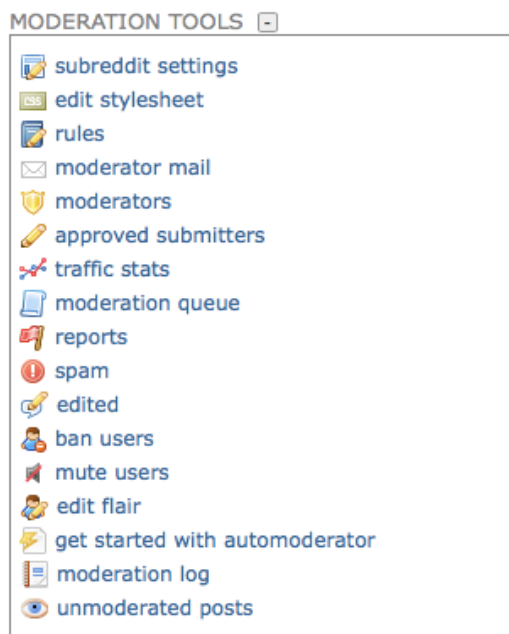 MODERATION TOOLS -
subreddit settings
CSS edit stylesheet
rules
moderator mail
moderators
approved submitters
traffic stats
moderation queue
reports
spam
edited
ban users
mute users
edit flair
get started with automoderator
moderation log
unmoderated posts